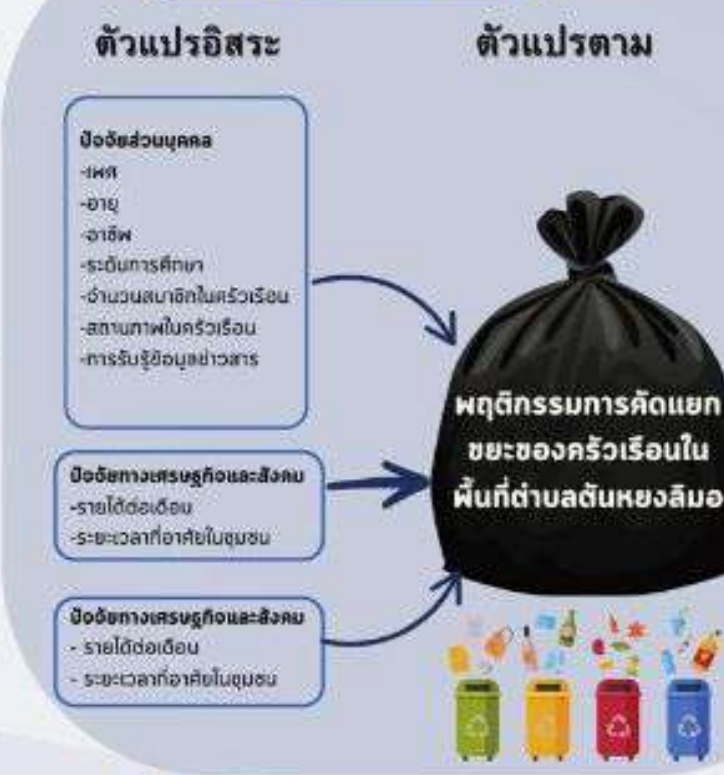 ตัวแปรอิสระ
ตัวแปรตาม
ปัจจัยส่วนบุคคล
-เพศ
-อายุ
-อาชีพ
-ระดับการศึกษา
-จำนวนสมาชิกในครัวเรือน
-สถานภาพในครัวเรือน
-การรับรู้ข้อมูลข่าวสาร
ปัจจัยทางเศรษฐกิจและสังคม
-รายได้ต่อเดือน
-ระยะเวลาที่อาศัยในชุมชน
ปัจจัยทางเศรษฐกิจและสังคม
- รายได้ต่อเดือน
- ระยะเวลาที่อาศัยในชุมชน
พฤติกรรมการคัดแยก
ขยะของครัวเรือนใน
พื้นที่ตำบลตันหยงลิมอ